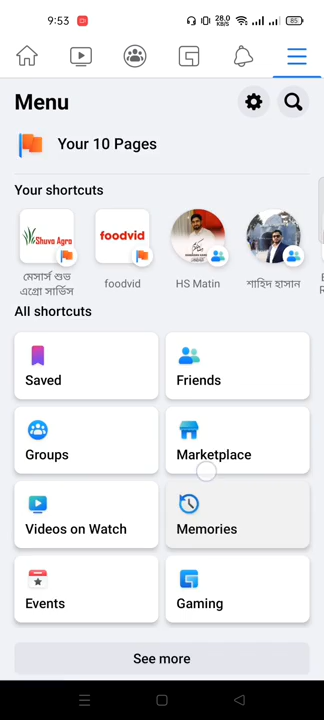 9:53
28.0
KB/S
85
Menu
Your 10 Pages
Your shortcuts
Shuvo Agro
foodvid
মেসার্স শুভ
এগ্রো সার্ভিস
foodvid
HS Matin
শাহিদ হাসান
All shortcuts
Saved
Friends
Groups
Marketplace
Videos on Watch
Memories
Events
Gaming
See more